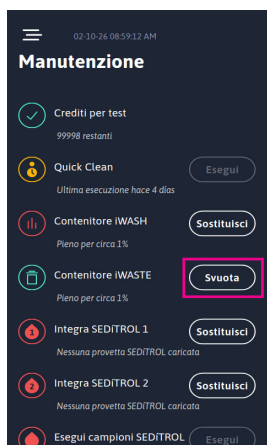 02-10-26 08:59:12 AM
Manutenzione
Crediti per test
99998 restanti
Quick Clean
Esegui
Ultima esecuzione hace 4 días
Contenitore iWASH
Sostituisci
Pieno per circa 1%
Contenitore iWASTE
Svuota
Pieno per circa 1%
1
Integra SEDiTROL 1
Sostituisci
Nessuna provetta SEDiTROL caricata
2
Integra SEDiTROL 2
Sostituisci
Nessuna provetta SEDiTROL caricata
Esegui campioni SEDiTROL
Esegui